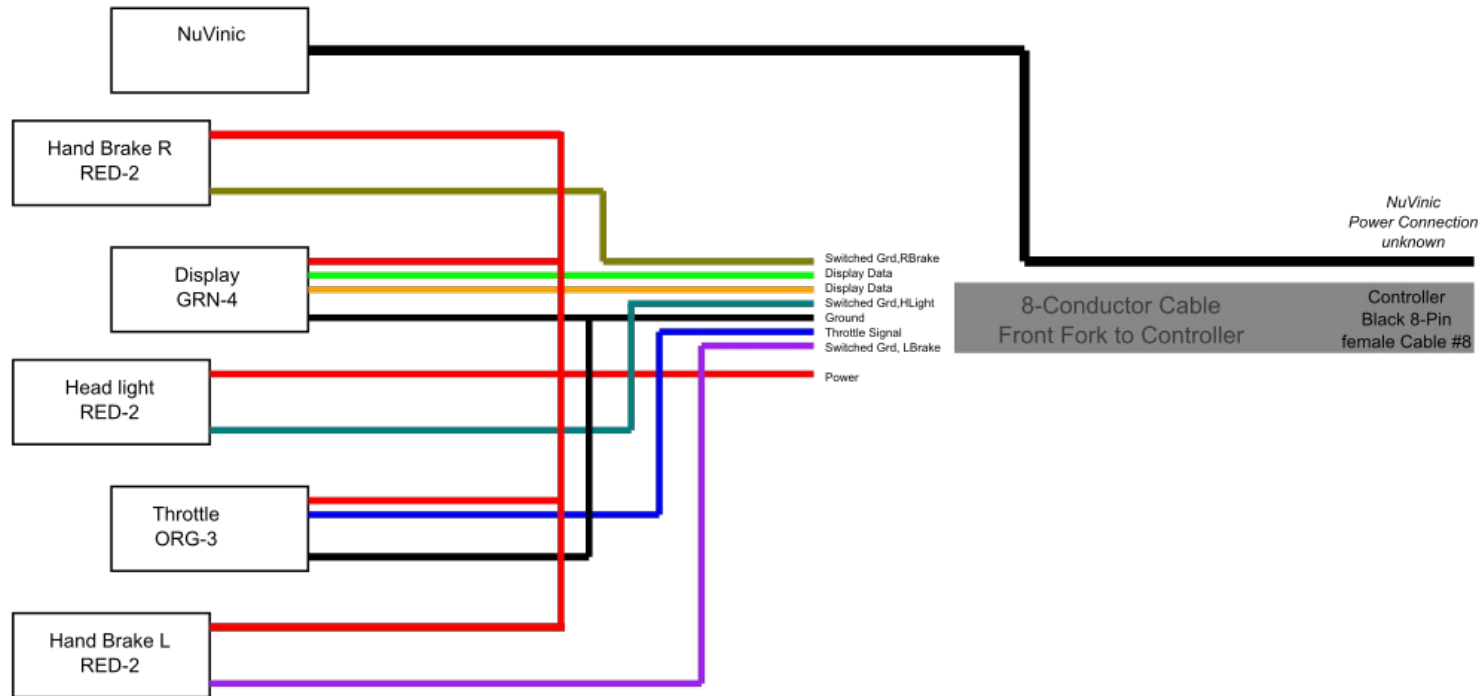 NuVinic
Hand Brake R
RED-2
Display
GRN-4
Head light
RED-2
Throttle
ORG-3
Hand Brake L
RED-2
Switched Grd,RBrake
Display Data
Display Data
Switched Grd,HLight
Ground
Throttle Signal
Switched Grd, LBrake
Power
8-Conductor Cable
Front Fork to Controller
NuVinic
Power Connection
unknown
Controller
Black 8-Pin
female Cable #8